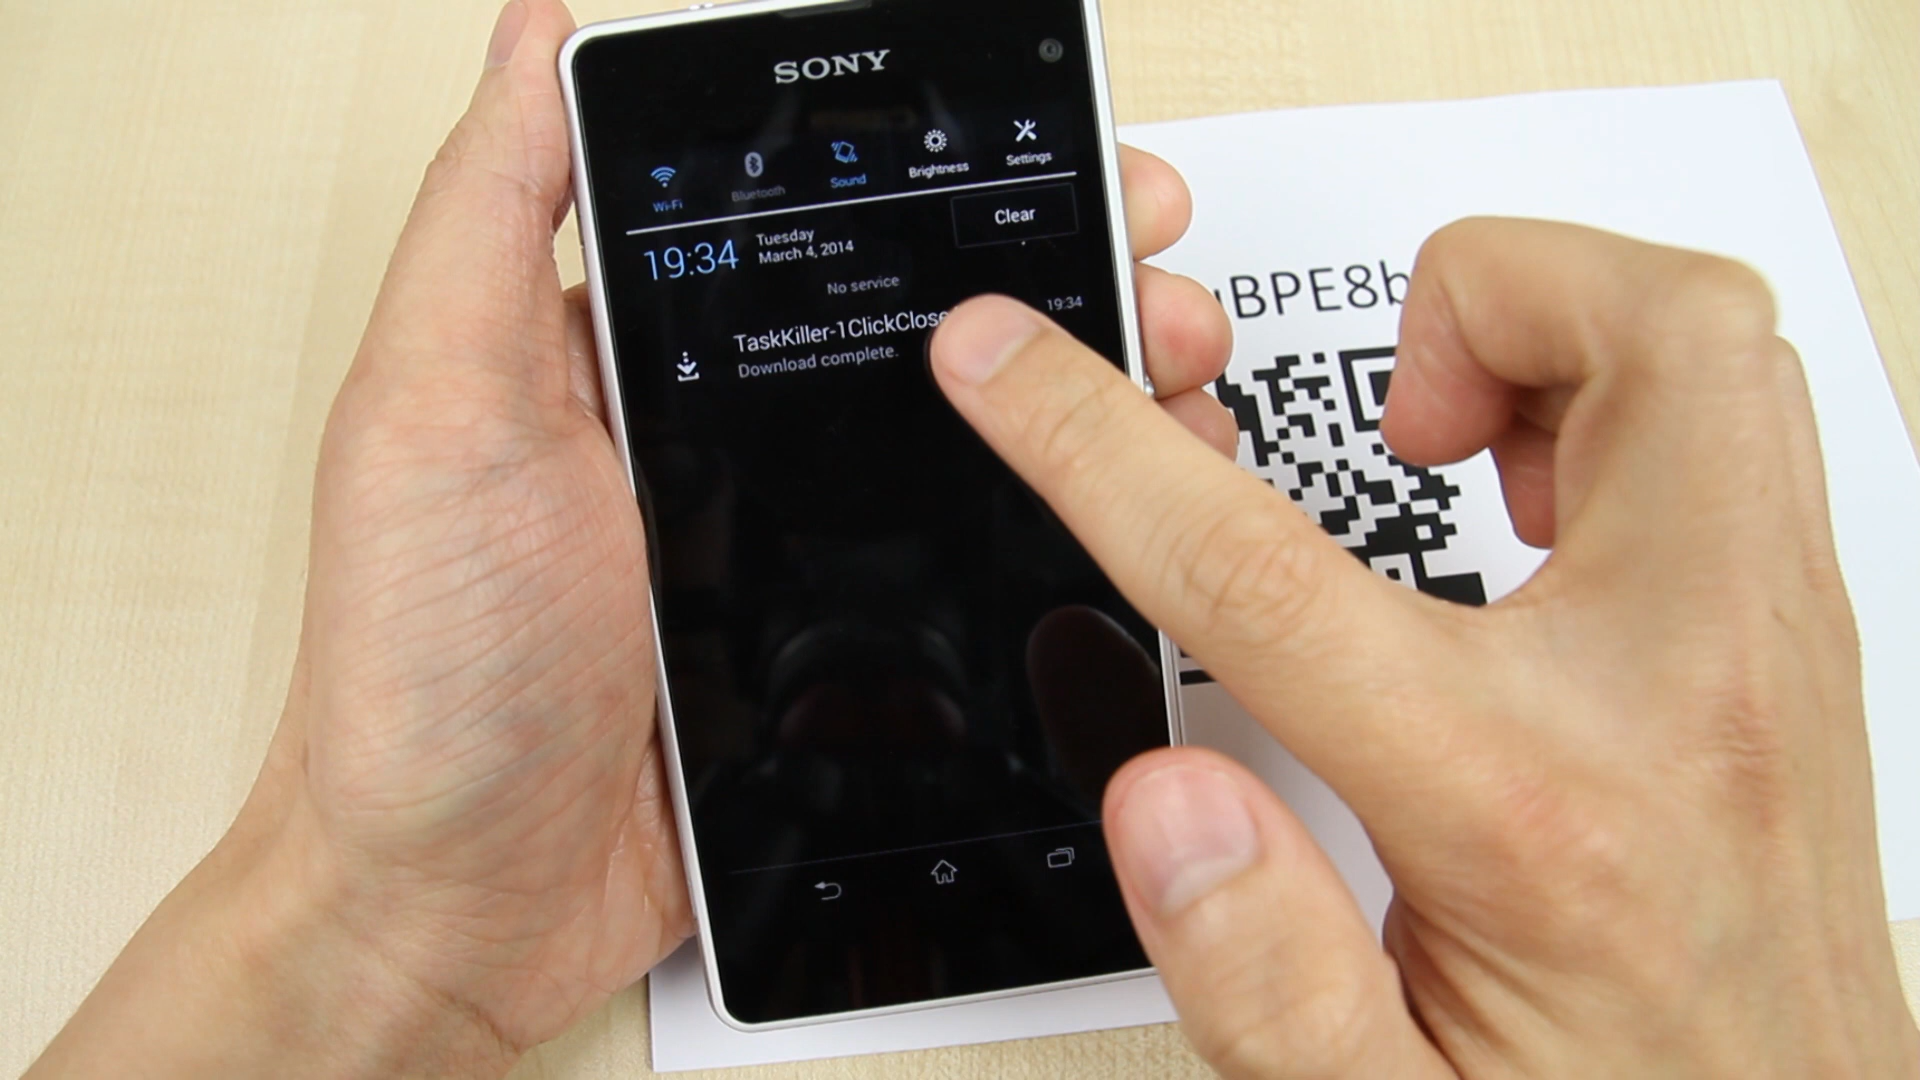 SONY
Wi-Fi
Bluetooth
Sound
Brightness
Settings
19:34
Tuesday
March 4, 2014
Clear
No service
TaskKiller-1ClickClose
19:34
Download complete.
BPE8b